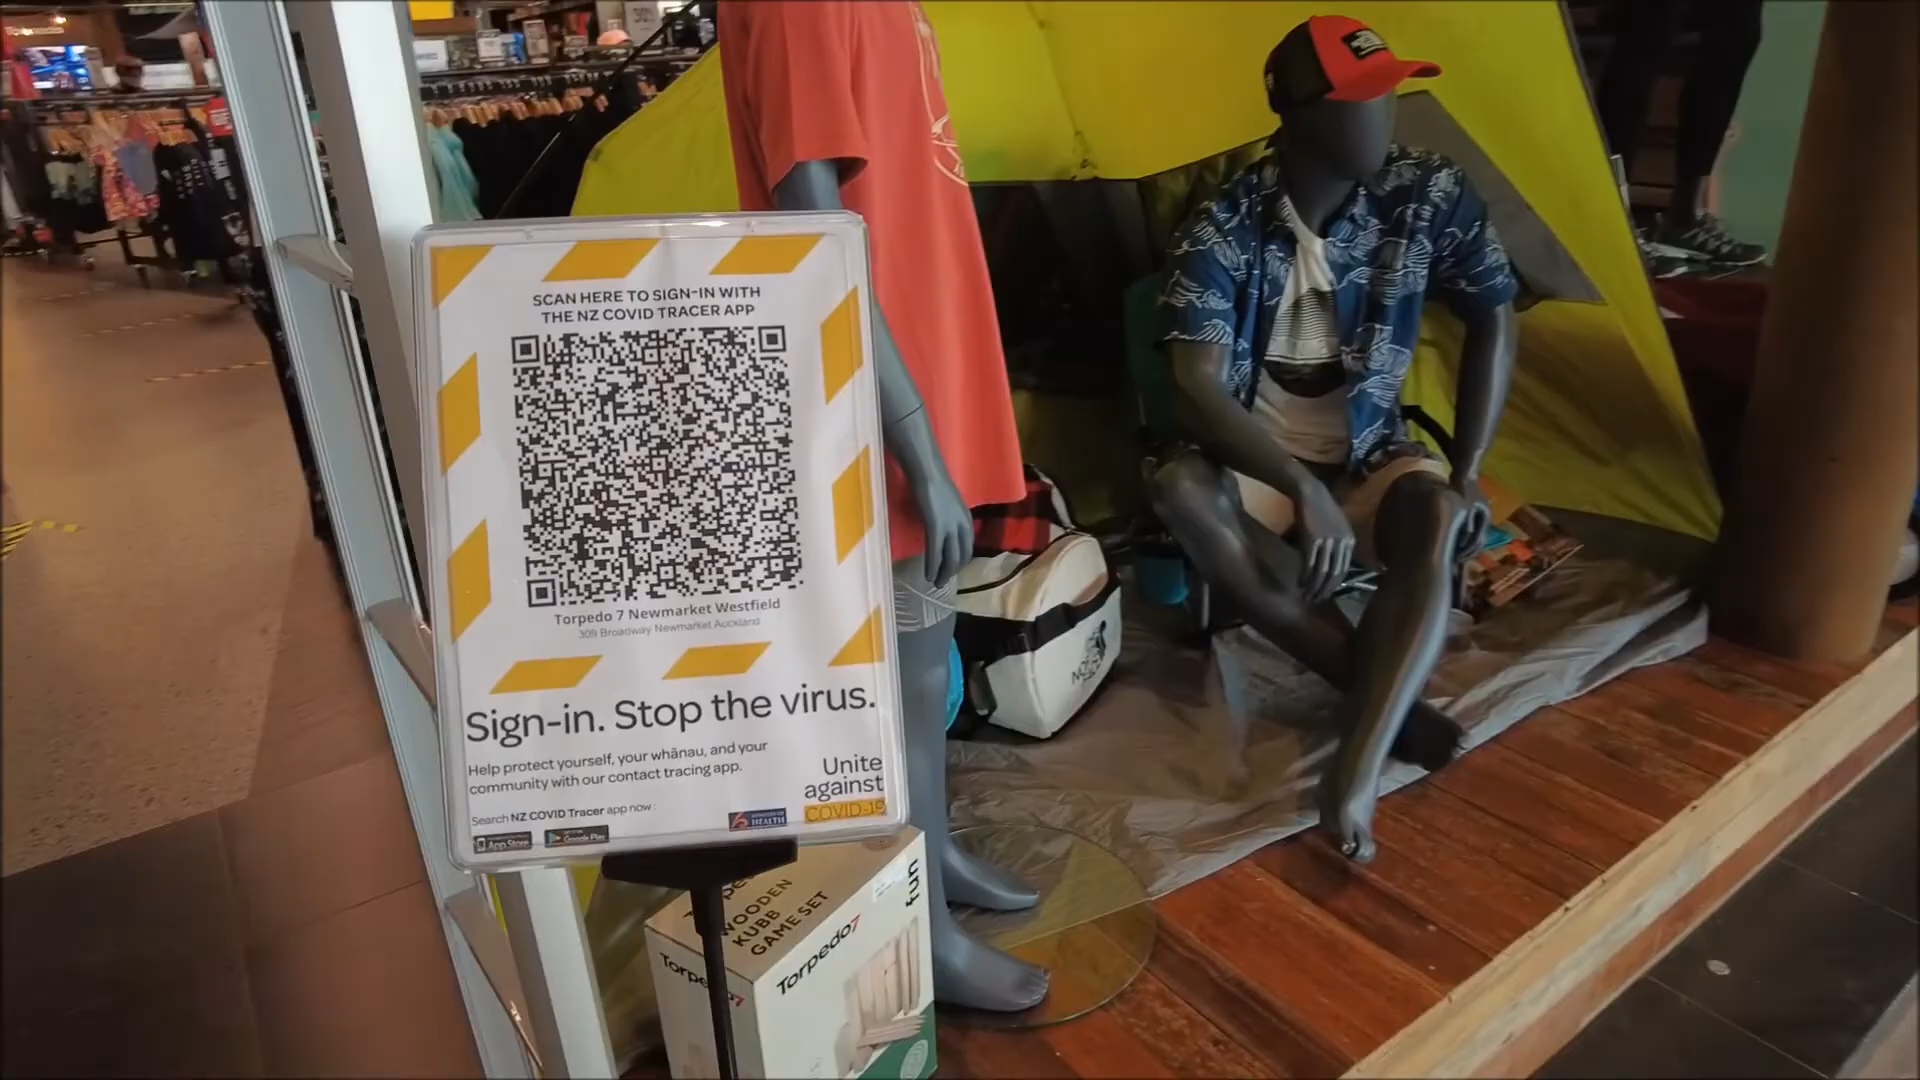 SCAN HERE TO SIGN-IN WITH
THE NZ COVID TRACER APP
Torpedo 7 Newmarket Westfield
309 Broadway Newmarket Auckland
Sign-in. Stop the virus.
Help protect yourself, your whānau, and your
community with our contact tracing app.
Unite
against
COVID-19
Search NZ COVID Tracer app now :
App Store
Google Play
HEALTH
WOODEN
KUBB
GAME SET
fun
Torpedo7
Torpedo7